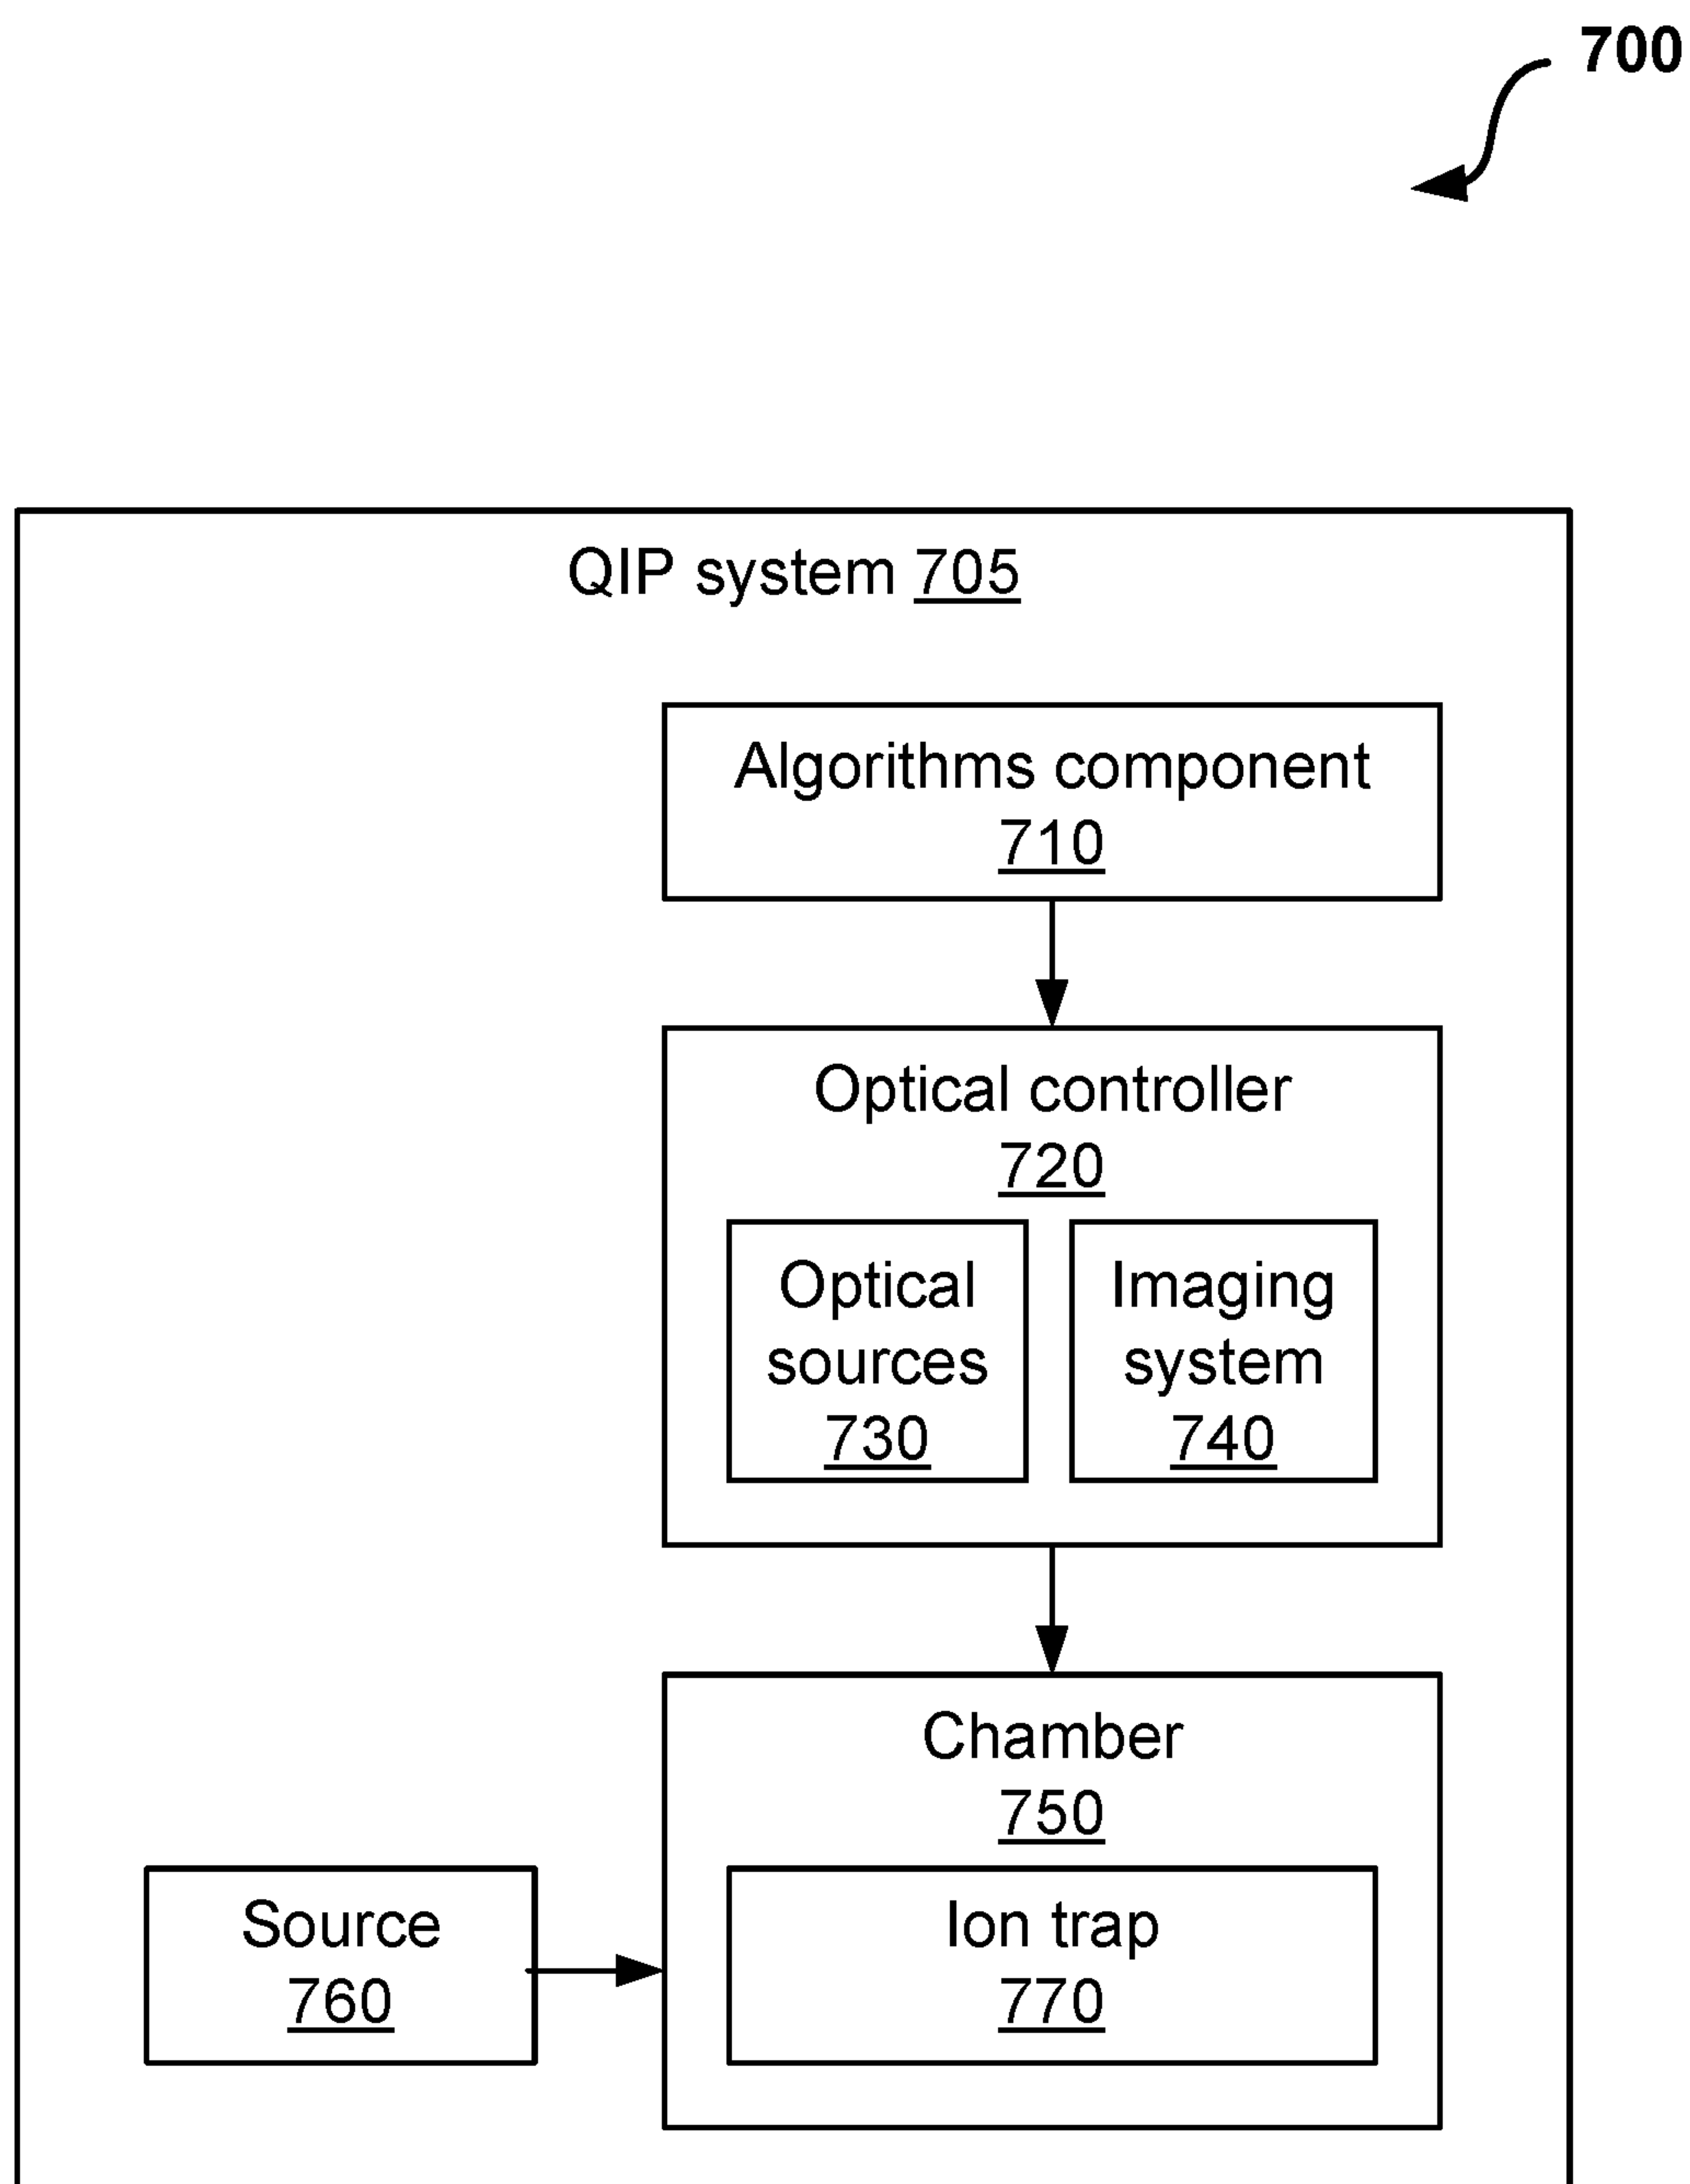 700
QIP system 705
Algorithms component
710
Optical controller
720
Optical
sources
730
Imaging
system
740
Chamber
750
Source
760
Ion trap
770